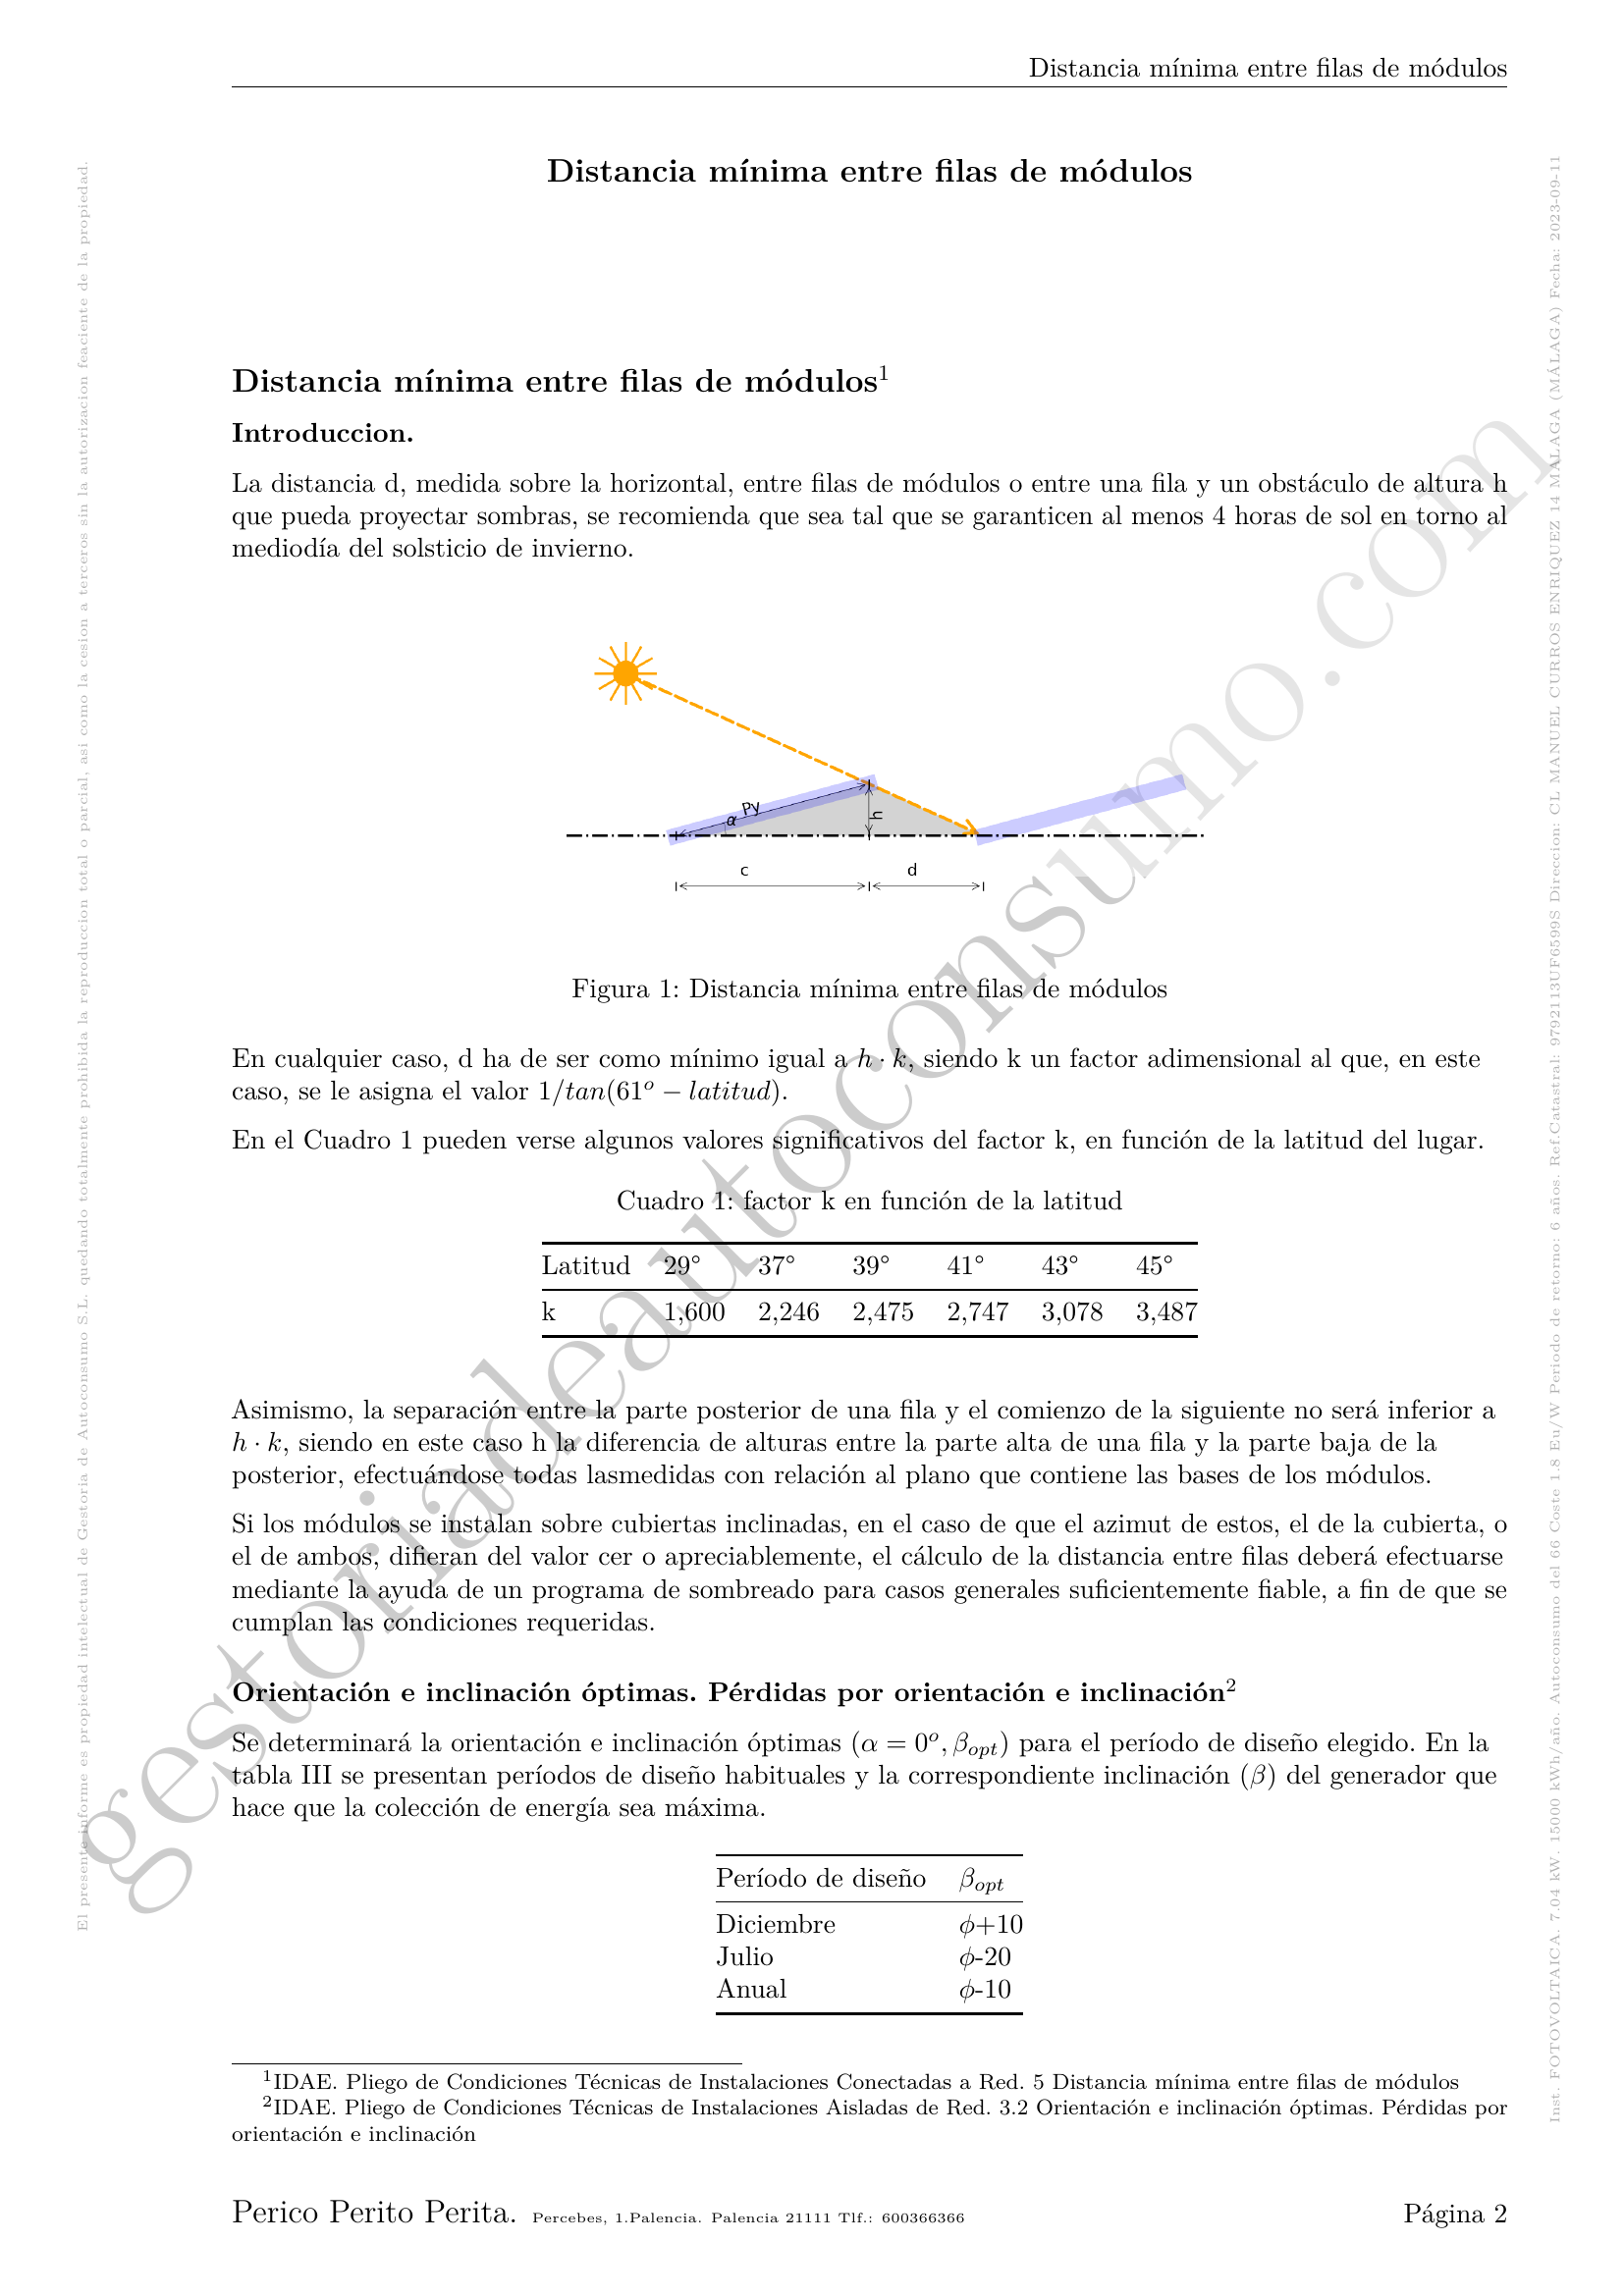 Distancia mínima entre filas de módulos
Distancia mínima entre filas de módulos
Distancia mínima entre filas de módulos¹
Introduccion.
La distancia d, medida sobre la horizontal, entre filas de módulos o entre una fila y un obstáculo de altura h
que pueda proyectar sombras, se recomienda que sea tal que se garanticen al menos 4 horas de sol en torno al
mediodía del solsticio de invierno.
Py
α
h
c
d
Figura 1: Distancia mínima entre filas de módulos
En cualquier caso, d ha de ser como mínimo igual a h · k, siendo k un factor adimensional al que, en este
caso, se le asigna el valor 1/tan(61º − latitud).
En el Cuadro 1 pueden verse algunos valores significativos del factor k, en función de la latitud del lugar.
Cuadro 1: factor k en función de la latitud
Latitud 29° 37° 39° 41° 43° 45°
k 1,600 2,246 2,475 2,747 3,078 3,487
Asimismo, la separación entre la parte posterior de una fila y el comienzo de la siguiente no será inferior a
h · k, siendo en este caso h la diferencia de alturas entre la parte alta de una fila y la parte baja de la
posterior, efectuándose todas lasmedidas con relación al plano que contiene las bases de los módulos.
Si los módulos se instalan sobre cubiertas inclinadas, en el caso de que el azimut de estos, el de la cubierta, o
el de ambos, difieran del valor cer o apreciablemente, el cálculo de la distancia entre filas deberá efectuarse
mediante la ayuda de un programa de sombreado para casos generales suficientemente fiable, a fin de que se
cumplan las condiciones requeridas.
Orientación e inclinación óptimas. Pérdidas por orientación e inclinación²
Se determinará la orientación e inclinación óptimas (α = 0º, βopt) para el período de diseño elegido. En la
tabla III se presentan períodos de diseño habituales y la correspondiente inclinación (β) del generador que
hace que la colección de energía sea máxima.
Período de diseño βopt
Diciembre ϕ+10
Julio ϕ-20
Anual ϕ-10
¹IDAE. Pliego de Condiciones Técnicas de Instalaciones Conectadas a Red. 5 Distancia mínima entre filas de módulos
²IDAE. Pliego de Condiciones Técnicas de Instalaciones Aisladas de Red. 3.2 Orientación e inclinación óptimas. Pérdidas por
orientación e inclinación
Perico Perito Perita. Percebes, 1.Palencia. Palencia 21111 Tlf.: 600366366
Página 2
El presente informe es propiedad intelectual de Gestoria de Autoconsumo S.L. quedando totalmente prohibida la reproduccion total o parcial, asi como la cesion a terceros sin la autorizacion feaciente de la propiedad.
Inst. FOTOVOLTAICA. 7.04 kW. 15000 kWh/año. Autoconsumo del 66 Coste 1.8 Eu/W Periodo de retorno: 6 años. Ref.Catastral: 9792113UF6599S Direccion: CL MANUEL CURROS ENRIQUEZ 14 MALAGA (MÁLAGA) Fecha: 2023-09-11
gestoriadeautoconsumo.com